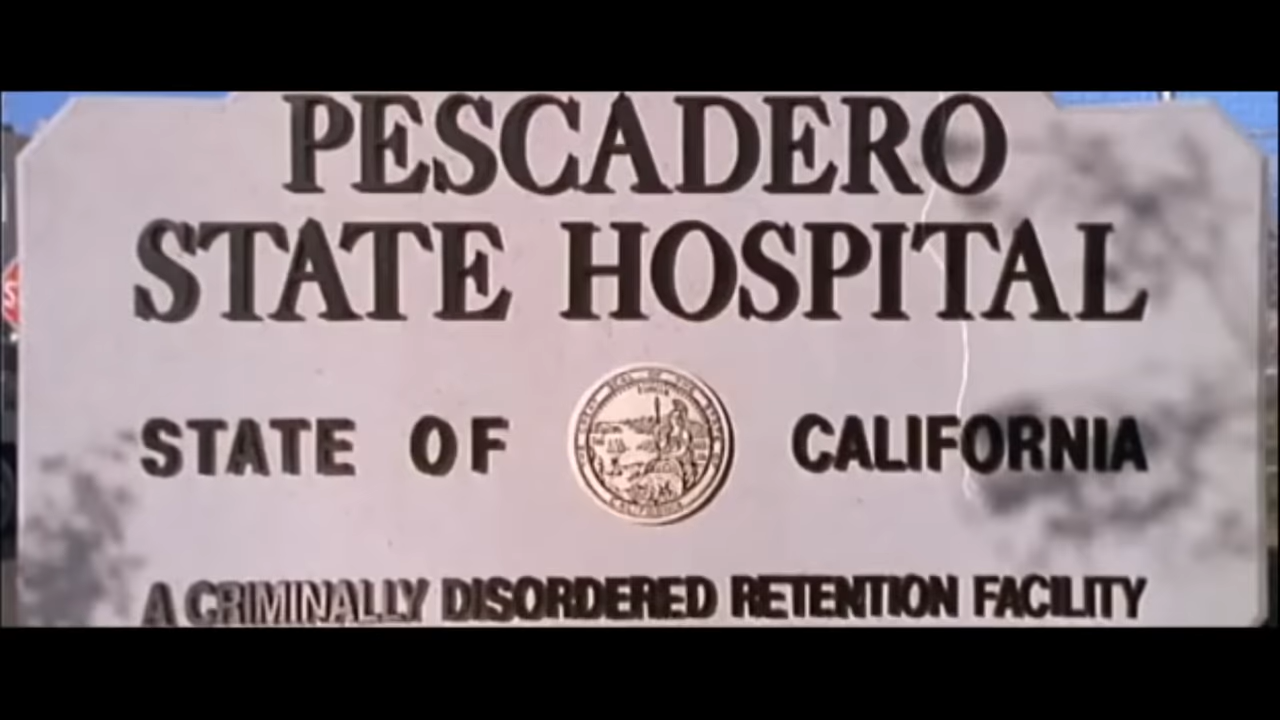 PESCADERO
STATE HOSPITAL
STATE OF CALIFORNIA
A CRIMINALLY DISORDERED RETENTION FACILITY